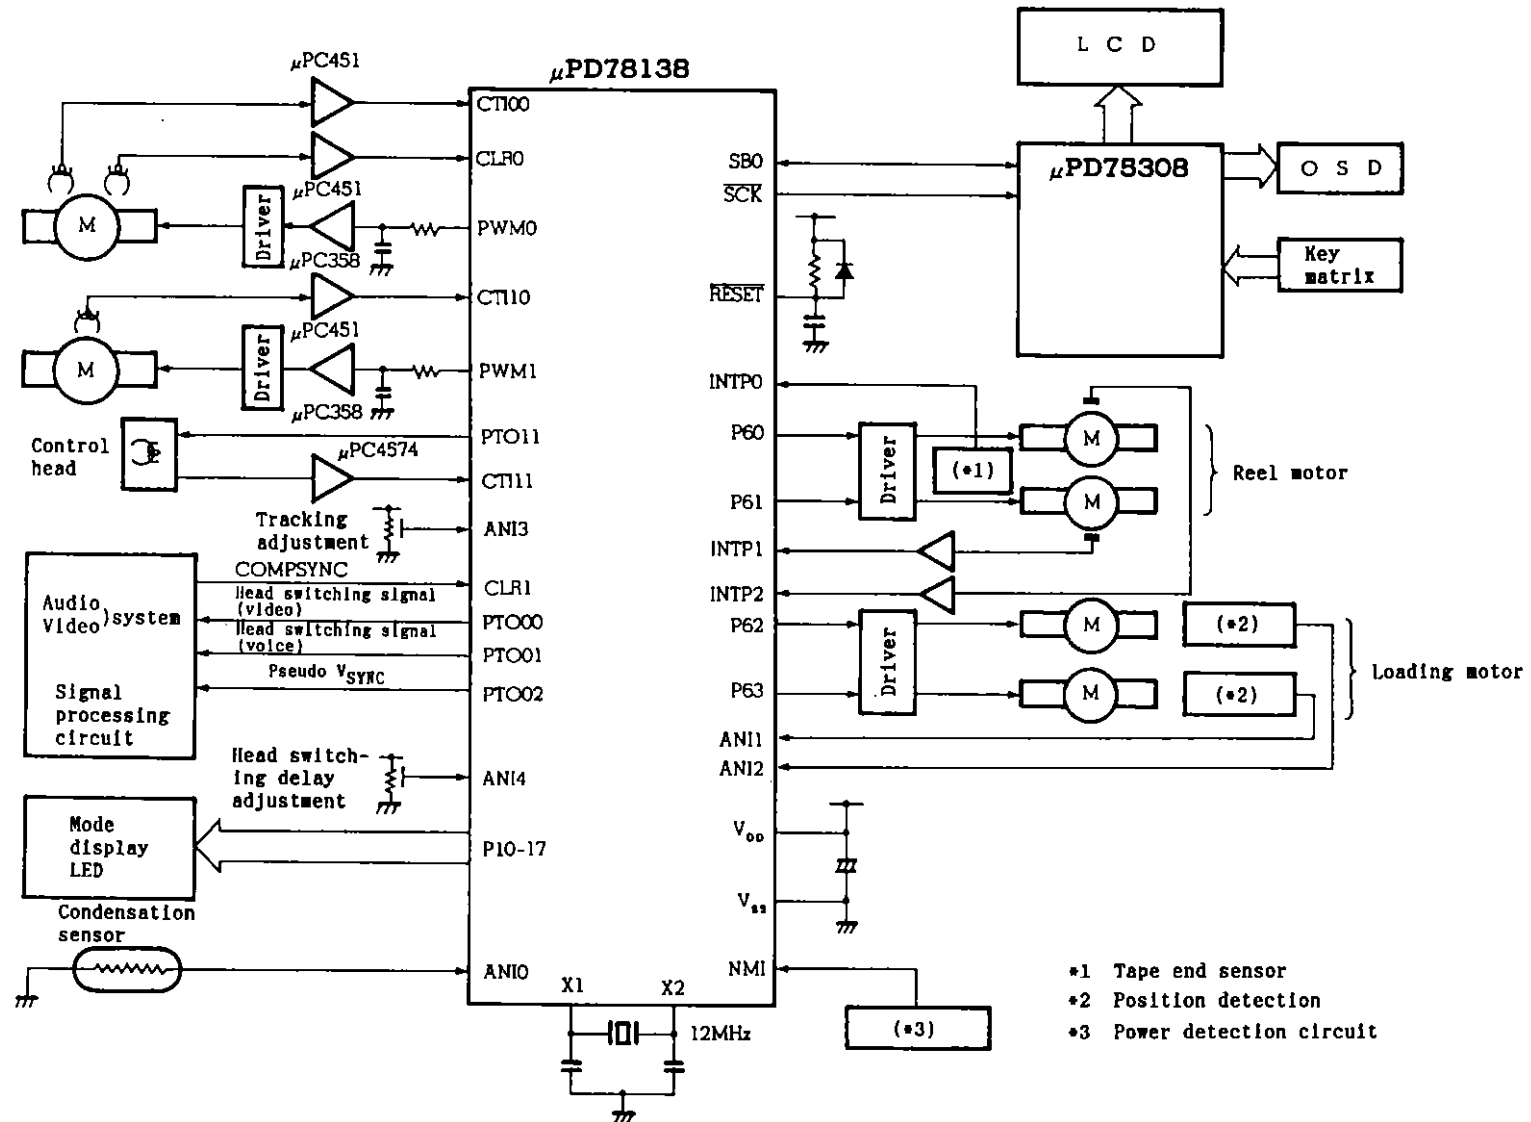 LCD
μPC451
μPD78138
CTI00
CLR0
SB0
μPD75308
OSD
SCK
μPC451
PWM0
Driver
M
Key
matrix
μPC358
CTI10
RESET
μPC451
Driver
M
PWM1
INTP0
μPC358
Control
head
PTO11
P60
Driver
M
μPC4574
(*1)
Reel motor
CTI11
P61
M
Tracking
adjustment
ANI3
INTP1
COMPSYNC
CLR1
INTP2
Head switching signal
(video)
Audio
Video
)system
PTO00
P62
Driver
M
(*2)
Head switching signal
(voice)
PTO01
Pseudo VSYNC
PTO02
P63
M
(*2)
Loading motor
Signal
processing
circuit
ANI1
ANI2
Head switch-
ing delay
adjustment
ANI4
Mode
display
LED
P10-17
VDD
VSS
Condensation
sensor
ANI0
NMI
X1
X2
12MHz
(*3)
*1 Tape end sensor
*2 Position detection
*3 Power detection circuit